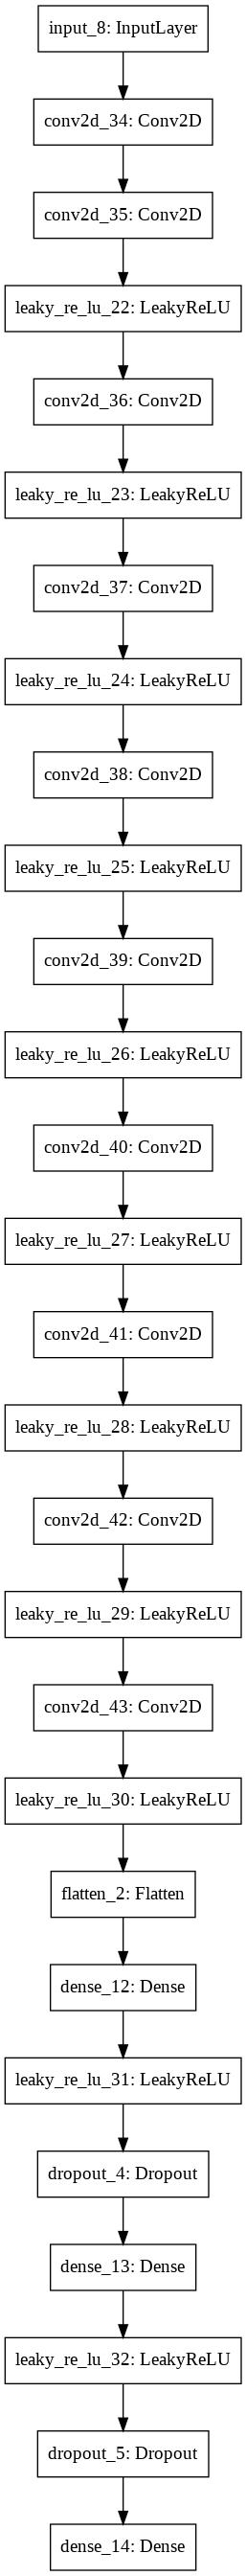 input_8: InputLayer
conv2d_34: Conv2D
conv2d_35: Conv2D
leaky_re_lu_22: LeakyReLU
conv2d_36: Conv2D
leaky_re_lu_23: LeakyReLU
conv2d_37: Conv2D
leaky_re_lu_24: LeakyReLU
conv2d_38: Conv2D
leaky_re_lu_25: LeakyReLU
conv2d_39: Conv2D
leaky_re_lu_26: LeakyReLU
conv2d_40: Conv2D
leaky_re_lu_27: LeakyReLU
conv2d_41: Conv2D
leaky_re_lu_28: LeakyReLU
conv2d_42: Conv2D
leaky_re_lu_29: LeakyReLU
conv2d_43: Conv2D
leaky_re_lu_30: LeakyReLU
flatten_2: Flatten
dense_12: Dense
leaky_re_lu_31: LeakyReLU
dropout_4: Dropout
dense_13: Dense
leaky_re_lu_32: LeakyReLU
dropout_5: Dropout
dense_14: Dense